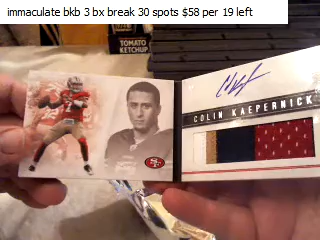 immaculate bkb 3 bx break 30 spots $58 per 19 left
TOMATO
KETCHUP
COLIN KAEPERNICK